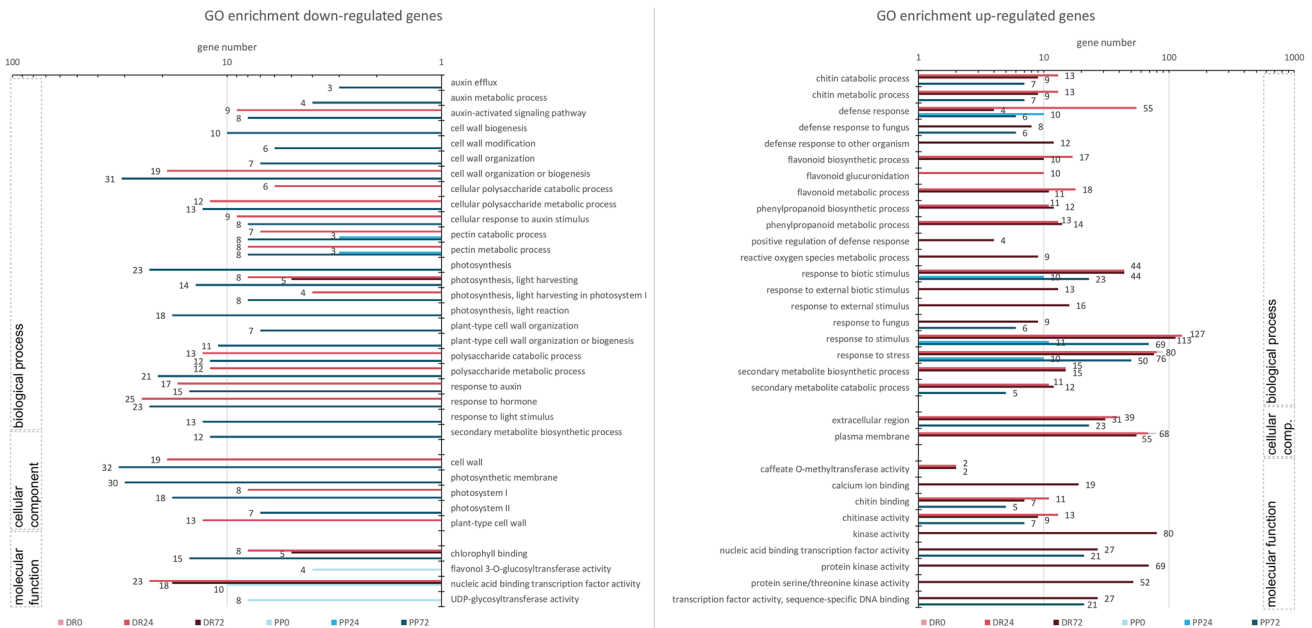 GO enrichment down-regulated genes
gene number
100
10
1
auxin efflux
3
auxin metabolic process
4
auxin-activated signaling pathway
9
8
cell wall biogenesis
10
cell wall modification
6
cell wall organization
7
cell wall organization or biogenesis
19
31
cellular polysaccharide catabolic process
6
cellular polysaccharide metabolic process
12
13
cellular response to auxin stimulus
9
8
pectin catabolic process
7
3
8
pectin metabolic process
8
3
8
photosynthesis
23
photosynthesis, light harvesting
8
5
14
photosynthesis, light harvesting in photosystem I
4
8
photosynthesis, light reaction
18
plant-type cell wall organization
7
plant-type cell wall organization or biogenesis
11
polysaccharide catabolic process
13
12
polysaccharide metabolic process
12
21
response to auxin
17
15
response to hormone
25
23
response to light stimulus
13
secondary metabolite biosynthetic process
12
cell wall
19
32
photosynthetic membrane
30
photosystem I
8
18
photosystem II
7
plant-type cell wall
13
chlorophyll binding
8
5
15
flavonol 3-O-glucosyltransferase activity
4
nucleic acid binding transcription factor activity
23
18
10
UDP-glycosyltransferase activity
8
biological process
cellular
component
molecular
function
DR0 DR24 DR72 PP0 PP24 PP72
GO enrichment up-regulated genes
gene number
1
10
100
1000
chitin catabolic process
13
9
7
chitin metabolic process
13
9
7
defense response
55
4
10
6
defense response to fungus
8
6
defense response to other organism
12
flavonoid biosynthetic process
17
10
flavonoid glucuronidation
10
flavonoid metabolic process
18
11
phenylpropanoid biosynthetic process
11
12
phenylpropanoid metabolic process
13
14
positive regulation of defense response
4
reactive oxygen species metabolic process
9
response to biotic stimulus
44
44
10
23
response to external biotic stimulus
13
response to external stimulus
16
response to fungus
9
6
response to stimulus
127
113
11
69
response to stress
80
76
10
50
secondary metabolite biosynthetic process
15
15
secondary metabolite catabolic process
11
12
5
extracellular region
39
31
23
plasma membrane
68
55
caffeate O-methyltransferase activity
2
2
calcium ion binding
19
chitin binding
11
7
5
chitinase activity
13
9
7
kinase activity
80
nucleic acid binding transcription factor activity
27
21
protein kinase activity
69
protein serine/threonine kinase activity
52
transcription factor activity, sequence-specific DNA binding
27
21
biological process
cellular
comp.
molecular function
DR0 DR24 DR72 PP0 PP24 PP72